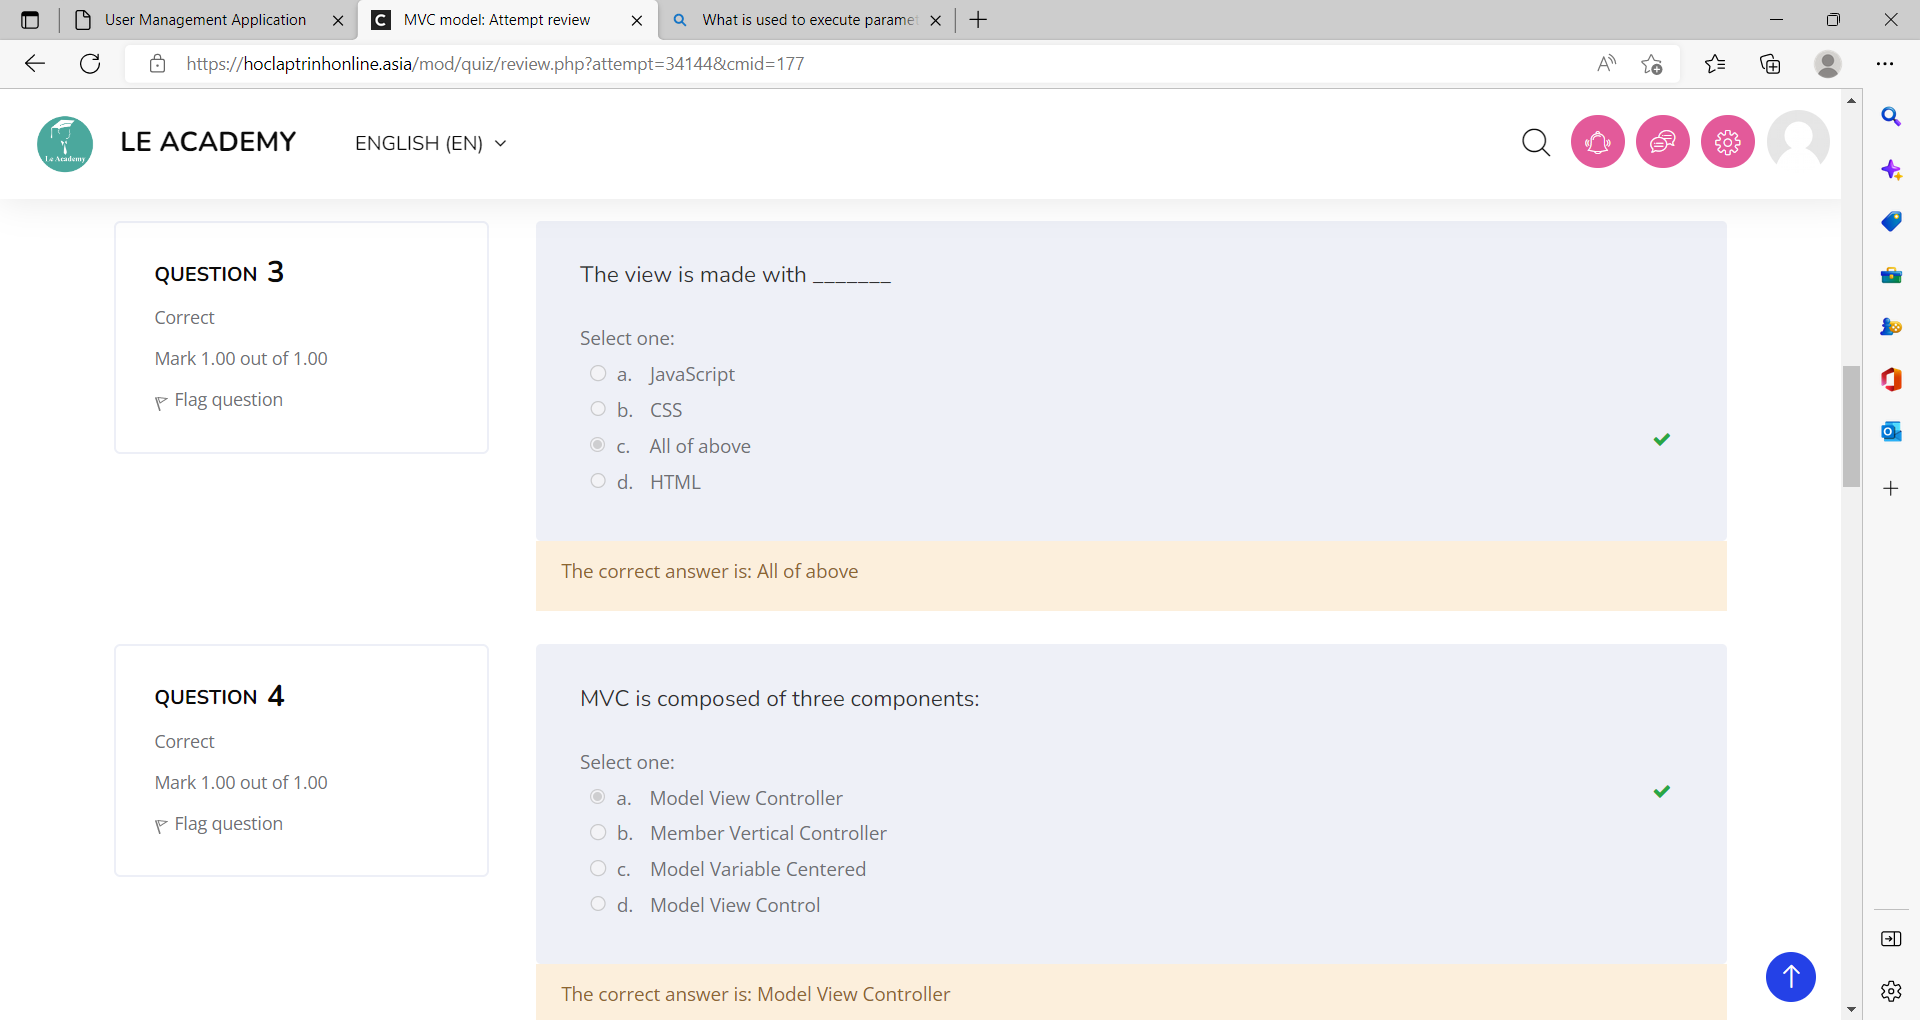 User Management Application
MVC model: Attempt review
What is used to execute paramet
https://hoclaptrinhonline.asia/mod/quiz/review.php?attempt=34144&cmid=177
Le Academy
LE ACADEMY
ENGLISH (EN)
QUESTION 3
Correct
Mark 1.00 out of 1.00
Flag question
The view is made with _______
Select one:
a. JavaScript
b. CSS
c. All of above
d. HTML
The correct answer is: All of above
QUESTION 4
Correct
Mark 1.00 out of 1.00
Flag question
MVC is composed of three components:
Select one:
a. Model View Controller
b. Member Vertical Controller
c. Model Variable Centered
d. Model View Control
The correct answer is: Model View Controller